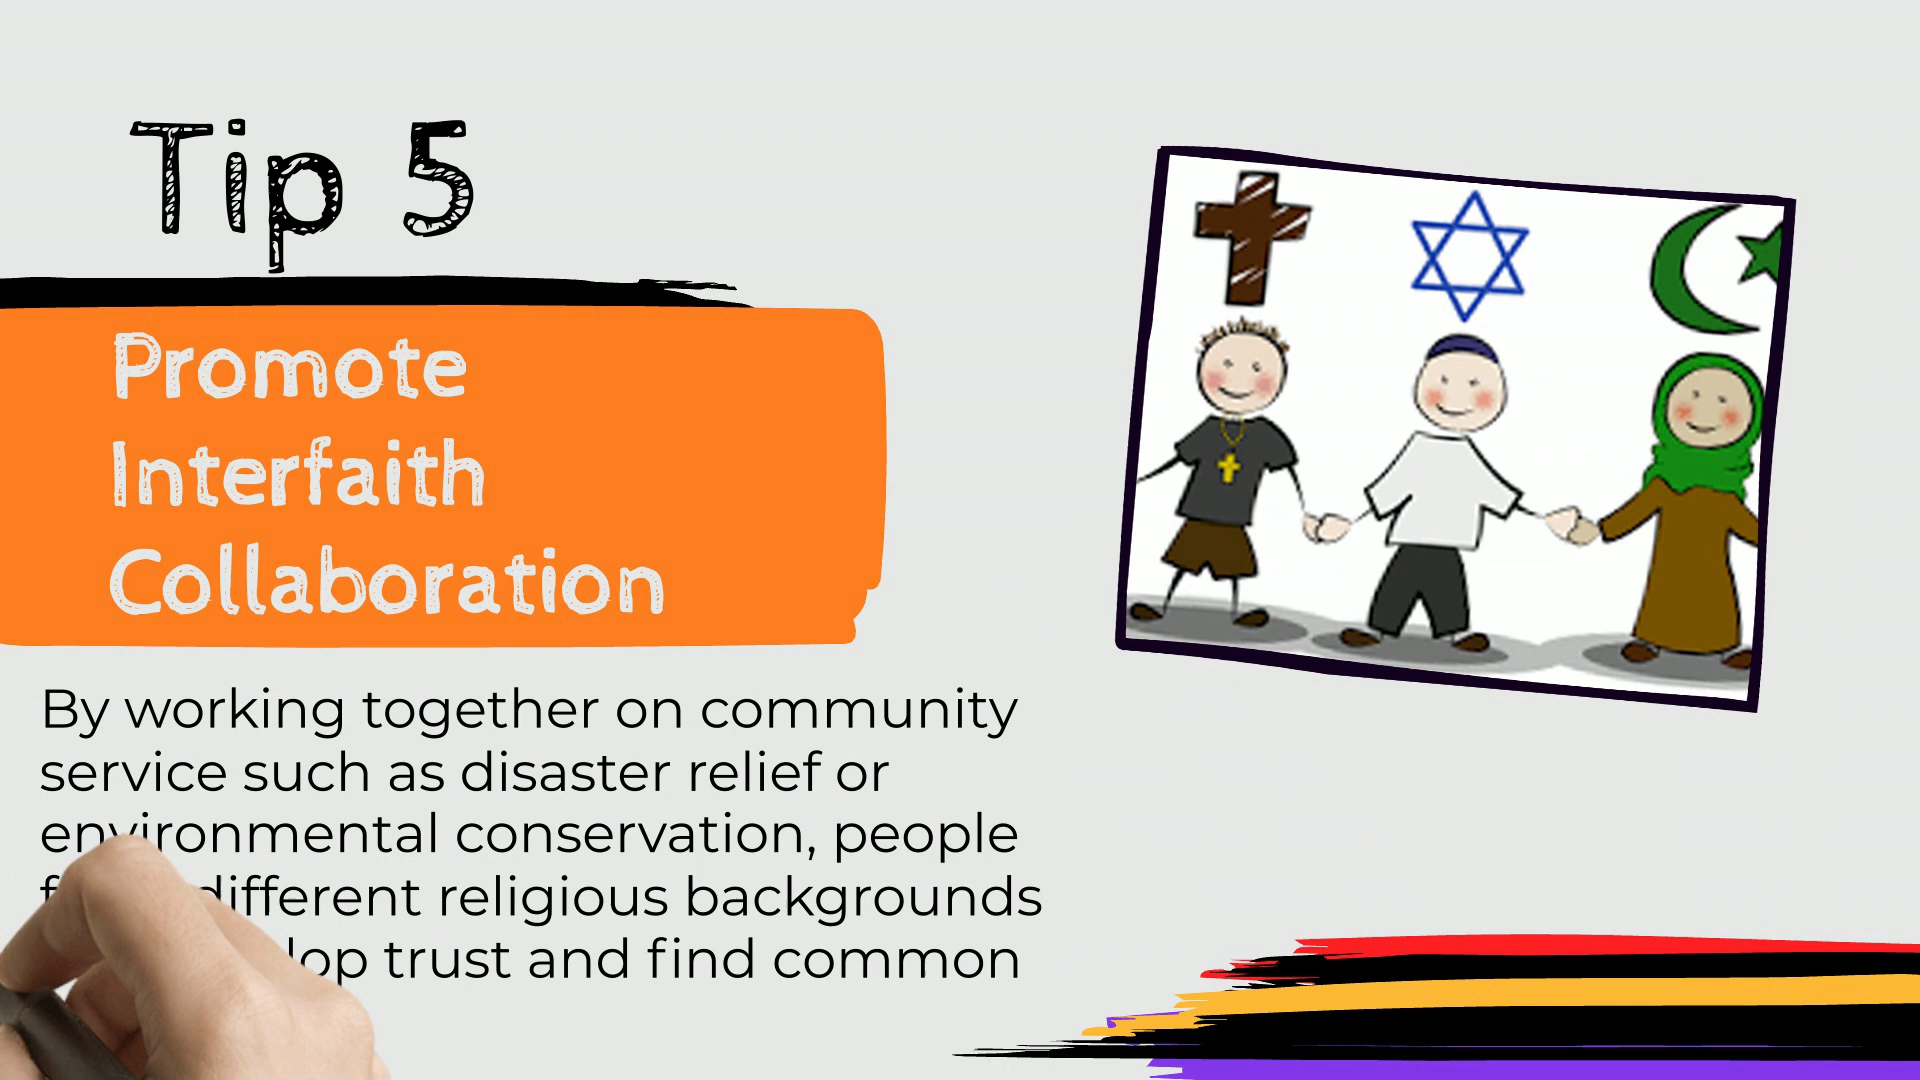 Tip 5
Promote
Interfaith
Collaboration
By working together on community
service such as disaster relief or
environmental conservation, people
different religious backgrounds
trust and find common